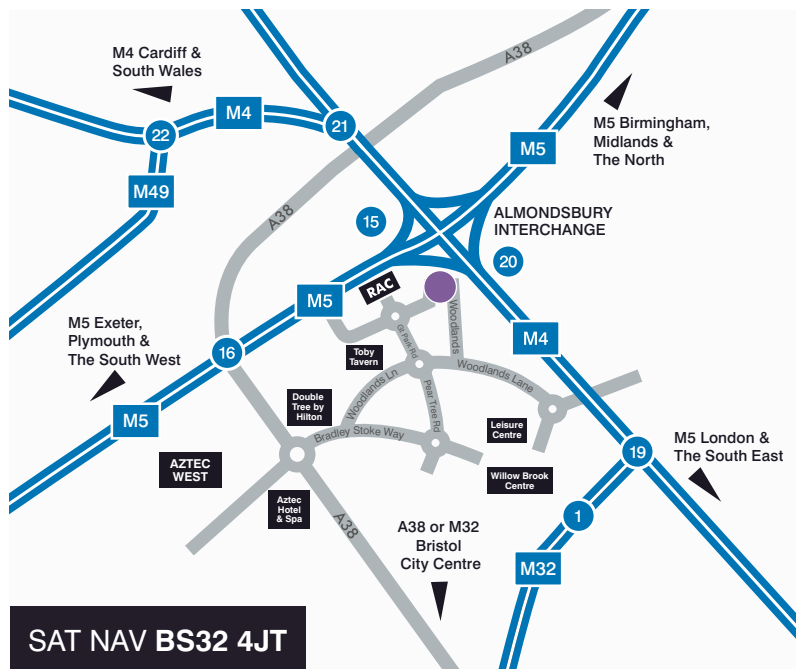 A38
M4 Cardiff &
South Wales
M4
21
22
M5
M5 Birmingham,
Midlands &
The North
M49
A38
15
ALMONDSBURY
INTERCHANGE
20
RAC
M5
Woodlands
M5 Exeter,
Plymouth &
The South West
16
Gt Park Rd
M4
Toby
Tavern
Woodlands Lane
Woodlands Ln
Pear Tree Rd
Double
Tree by
Hilton
M5
Bradley Stoke Way
Leisure
Centre
M5 London &
The South East
19
AZTEC
WEST
Willow Brook
Centre
Aztec
Hotel
& Spa
A38
1
A38 or M32
Bristol
City Centre
M32
SAT NAV BS32 4JT